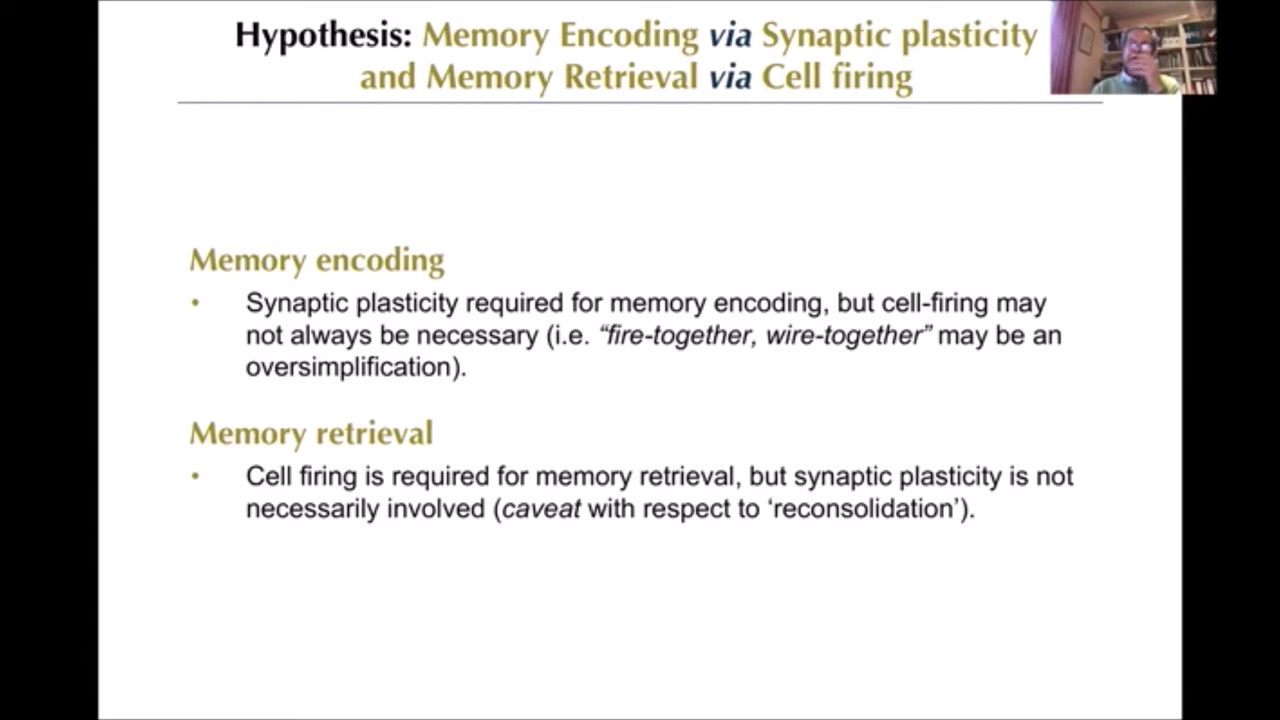 Hypothesis: Memory Encoding via Synaptic plasticity
and Memory Retrieval via Cell firing
Memory encoding
• Synaptic plasticity required for memory encoding, but cell-firing may
not always be necessary (i.e. “fire-together, wire-together” may be an
oversimplification).
Memory retrieval
• Cell firing is required for memory retrieval, but synaptic plasticity is not
necessarily involved (caveat with respect to ‘reconsolidation’).